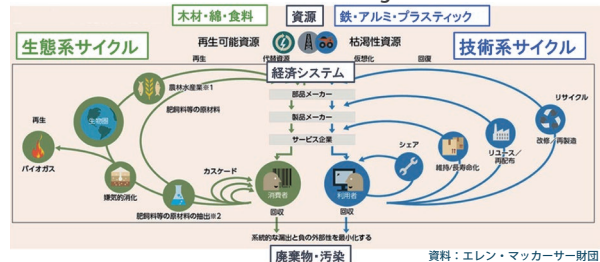 木材・綿・食料
資源
鉄・アルミ・プラスティック
生態系サイクル
再生可能資源
枯渇性資源
技術系サイクル
再生
代替資源
仮想化
回復
経済システム
農林水産業※1
部品メーカー
リサイクル
肥肥飼料等の原材料
生物圏
製品メーカー
再生
サービス企業
シェア
リユース/
再配布
改修/再製造
維持/長寿命化
バイオガス
カスケード
嫌気的消化
消費者
利用者
肥肥飼料等の原材料の抽出※2
回収
回収
系統的な漏出と負の外部性を最小化する
廃棄物・汚染
資料：エレン・マッカーサー財団